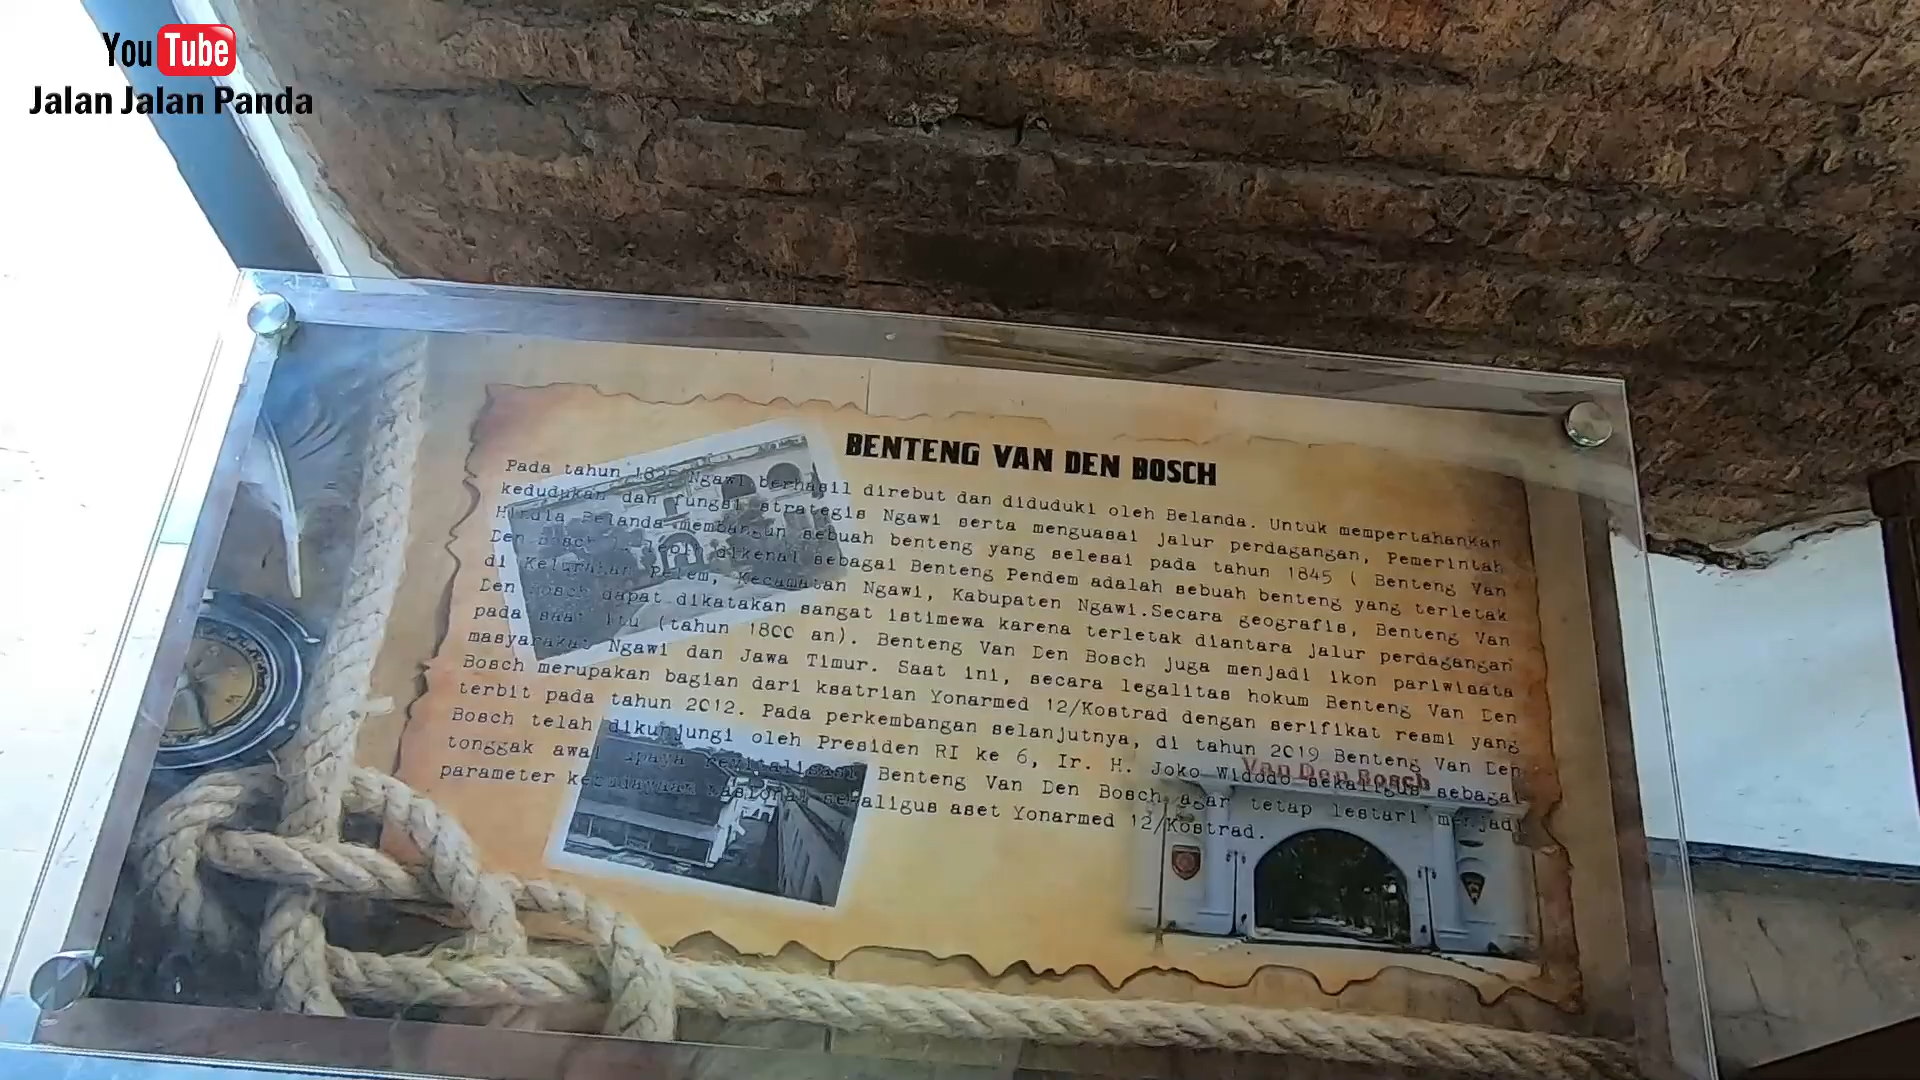 YouTube
Jalan Jalan Panda
BENTENG VAN DEN BOSCH
Pada tahun Ngawi berhasil direbut dan diduduki oleh Belanda. Untuk mempertahankan
kedudukan dan fungsi strategis Ngawi serta menguasai jalur perdagangan, Pemerintah
Hindia Belanda membangun sebuah benteng yang selesai pada tahun 1845 ( Benteng Van
Den Bosch lebih dikenal sebagai Benteng Pendem adalah sebuah benteng yang terletak
di Kelurahan Pelem, Kecamatan Ngawi, Kabupaten Ngawi.Secara geografis, Benteng Van
Den Bosch dapat dikatakan sangat istimewa karena terletak diantara jalur perdagangan
pada saat itu (tahun 1800 an). Benteng Van Den Bosch juga menjadi ikon pariwisata
masyarakat Ngawi dan Jawa Timur. Saat ini, secara legalitas hokum Benteng Van Den
Bosch merupakan bagian dari ksatrian Yonarmed 12/Kostrad dengan serifikat resmi yang
terbit pada tahun 2012. Pada perkembangan selanjutnya, di tahun 2019 Benteng Van Den
Bosch telah dikunjungi oleh Presiden RI ke 6, Ir. H. Joko Widodo sekaligus sebagai
tonggak awal upaya revitalisasi Benteng Van Den Bosch agar tetap lestari menjadi
parameter kebudayaan nasional sekaligus aset Yonarmed 12/Kostrad.
Van Den Bosch